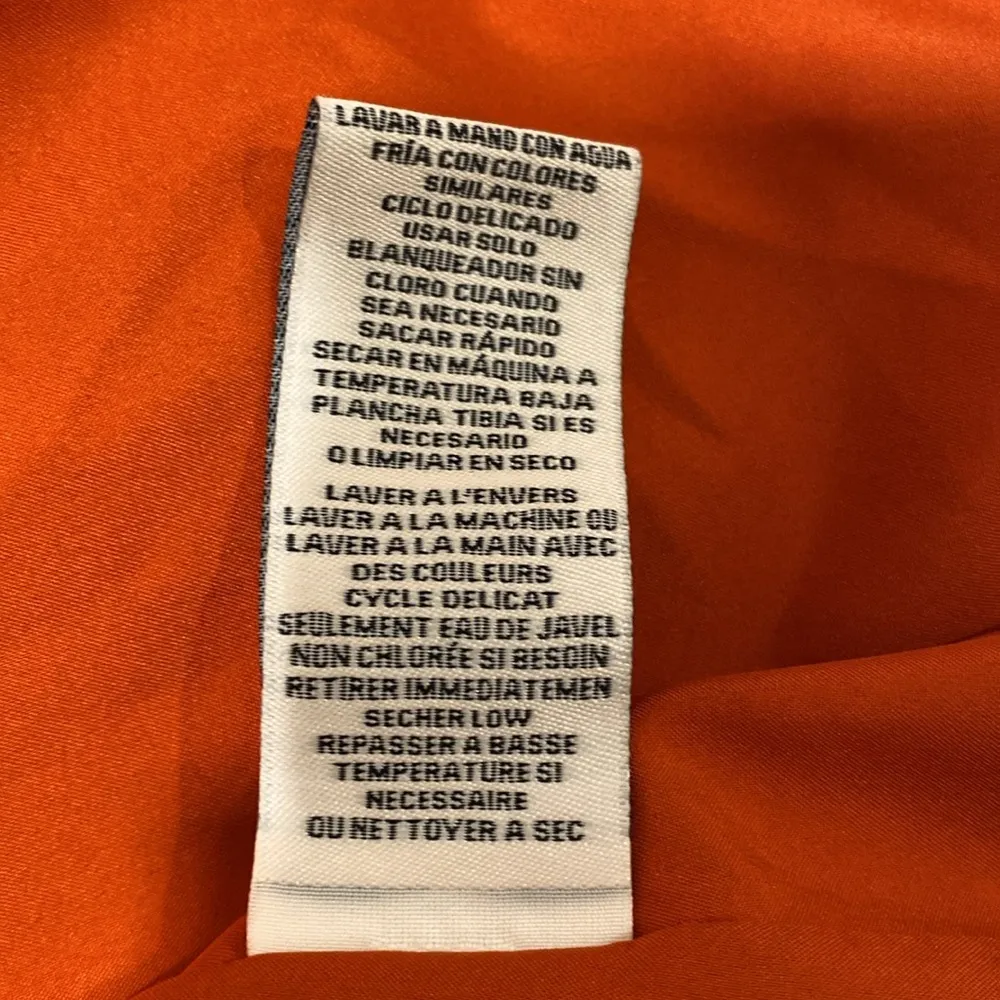 LAVAR A MANO CON AGUA
FRÍA CON COLORES
SIMILARES
CICLO DELICADO
USAR SOLO
BLANQUEADOR SIN
CLORO CUANDO
SEA NECESARIO
SACAR RÁPIDO
SECAR EN MÁQUINA A
TEMPERATURA BAJA
PLANCHA TIBIA SI ES
NECESARIO
O LIMPIAR EN SECO
LAVER A L'ENVERS
LAVER A LA MACHINE OU
LAVER A LA MAIN AVEC
DES COULEURS
CYCLE DELICAT
SEULEMENT EAU DE JAVEL
NON CHLORÉE SI BESOIN
RETIRER IMMEDIATEMEN
SECHER LOW
REPASSER A BASSE
TEMPERATURE SI
NECESSAIRE
OU NETTOYER A SEC